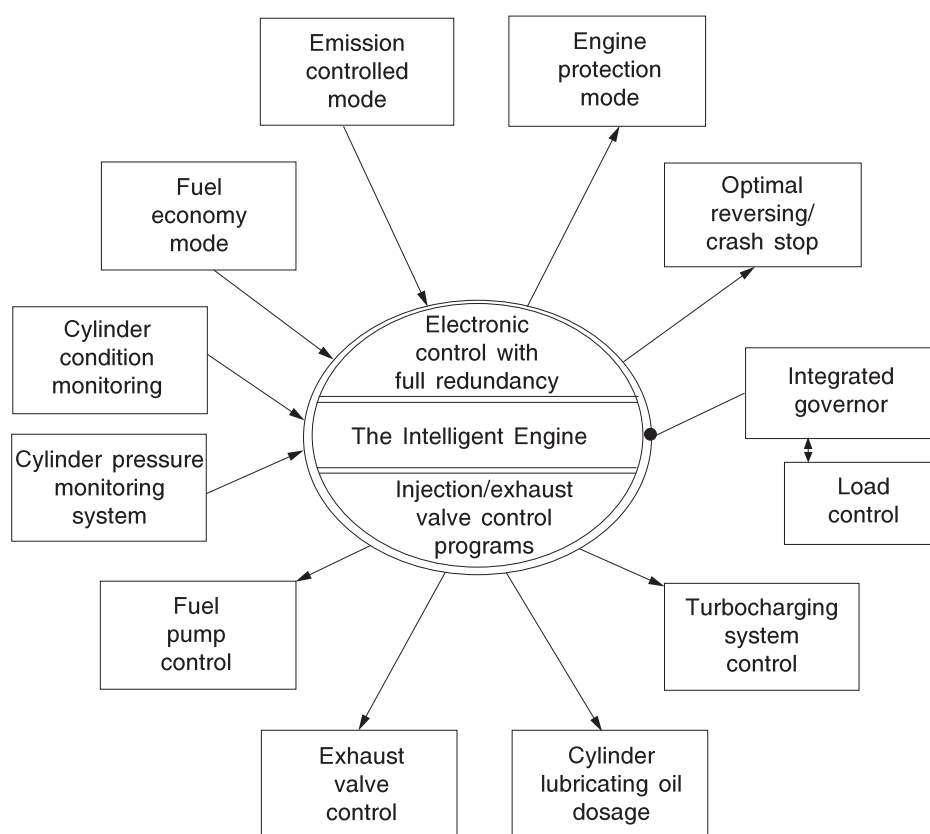 Emission
controlled
mode
Engine
protection
mode
Fuel
economy
mode
Optimal
reversing/
crash stop
Cylinder
condition
monitoring
Electronic
control with
full redundancy
Integrated
governor
The Intelligent Engine
Cylinder pressure
monitoring
system
Injection/exhaust
valve control
programs
Load
control
Fuel
pump
control
Turbocharging
system
control
Exhaust
valve
control
Cylinder
lubricating oil
dosage